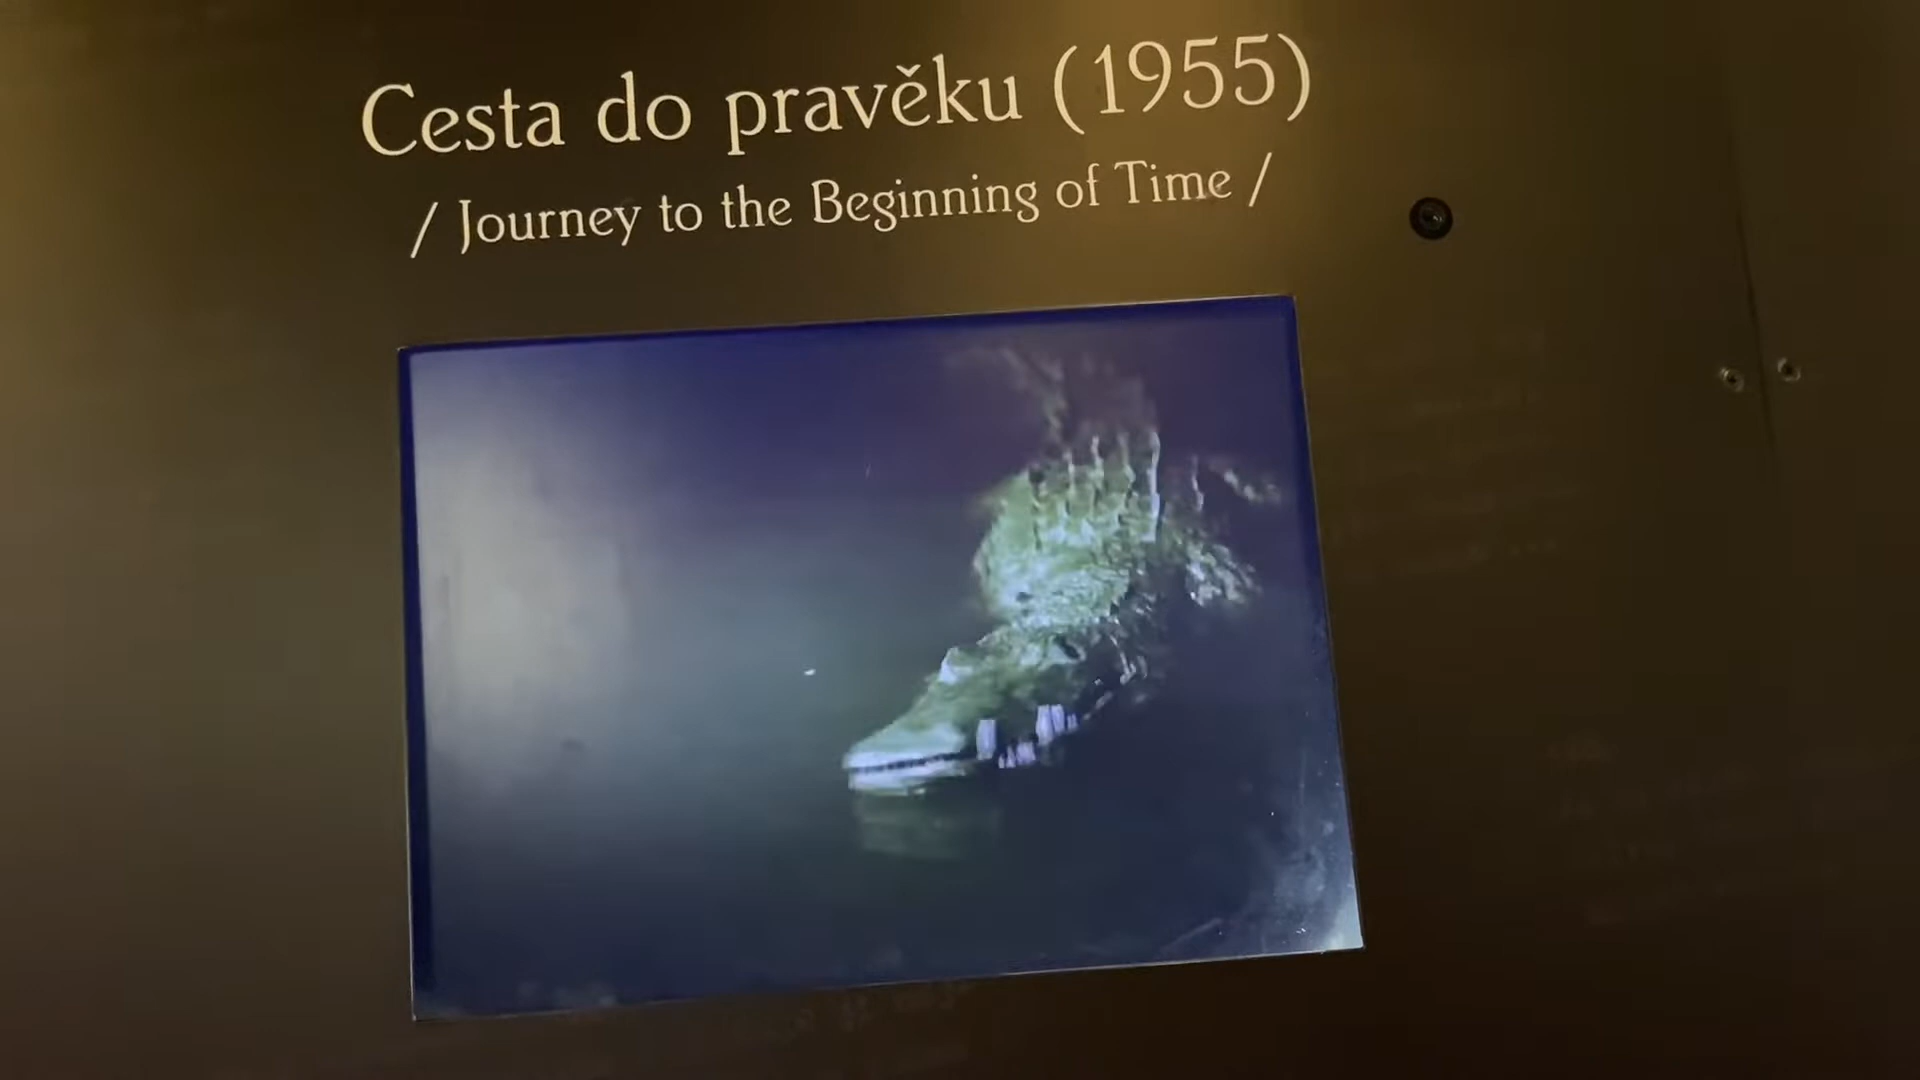 Cesta do pravěku (1955)
/ Journey to the Beginning of Time /